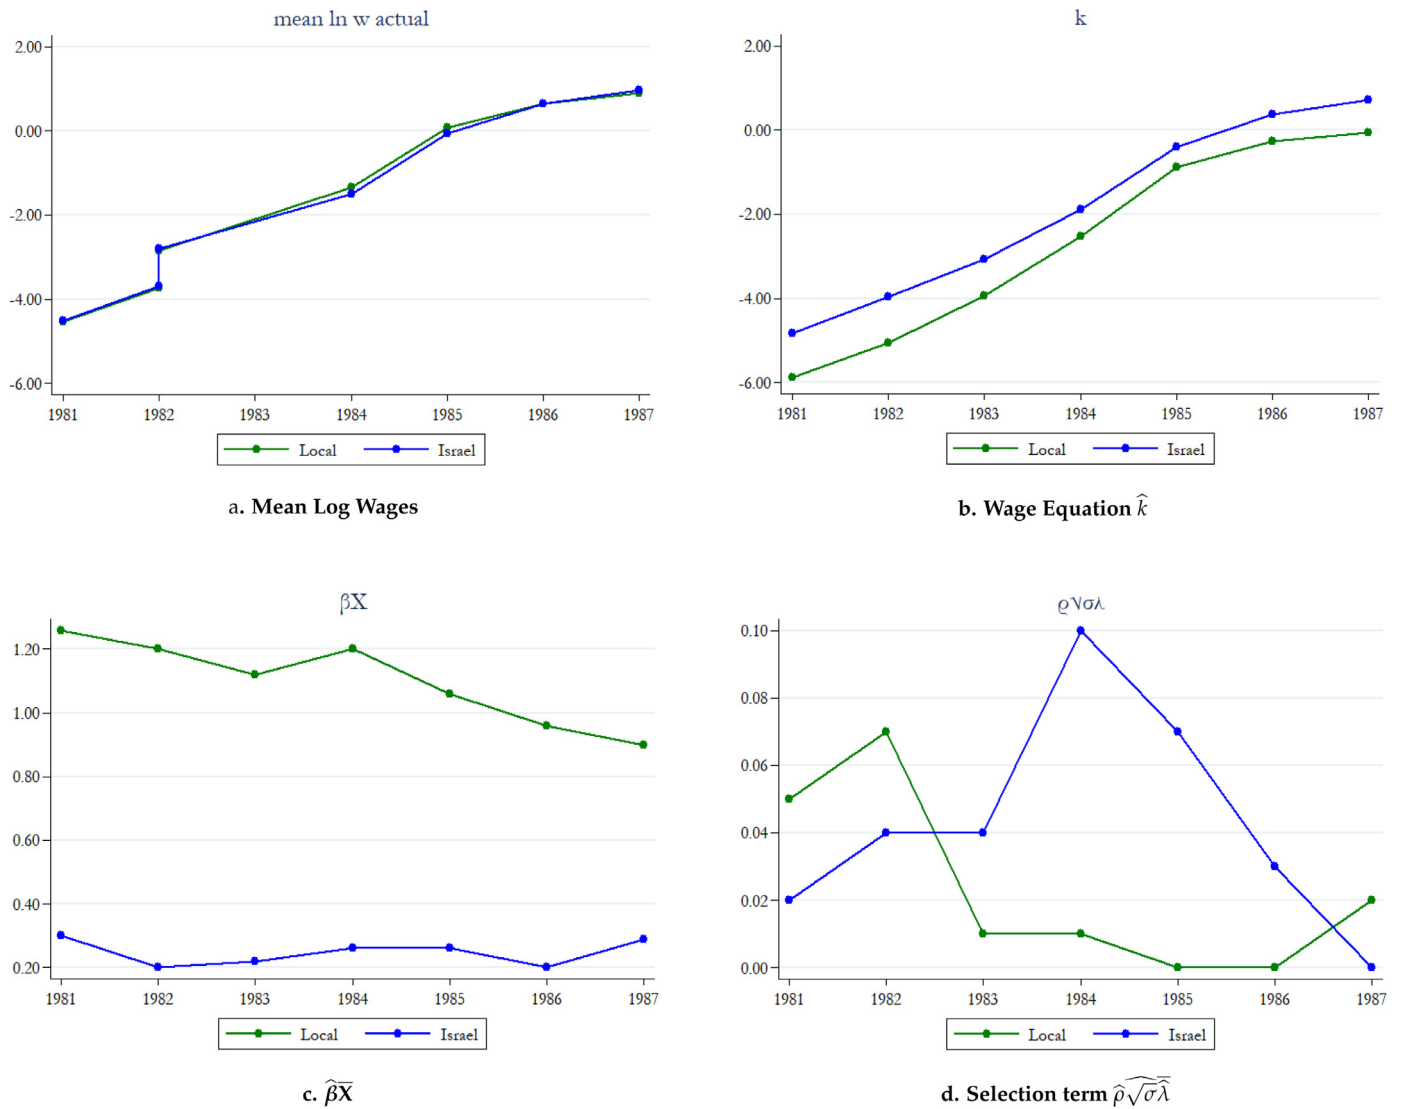 mean ln w actual
2.00
0.00
-2.00
-4.00
-6.00
1981 1982 1983 1984 1985 1986 1987
Local Israel
a. Mean Log Wages
k
2.00
0.00
-2.00
-4.00
-6.00
1981 1982 1983 1984 1985 1986 1987
Local Israel
b. Wage Equation k̂
βX
1.20
1.00
0.80
0.60
0.40
0.20
1981 1982 1983 1984 1985 1986 1987
Local Israel
c. β̂X̄
ρ√σλ
0.10
0.08
0.06
0.04
0.02
0.00
1981 1982 1983 1984 1985 1986 1987
Local Israel
d. Selection term ρ̂√σ̂λ̂̄